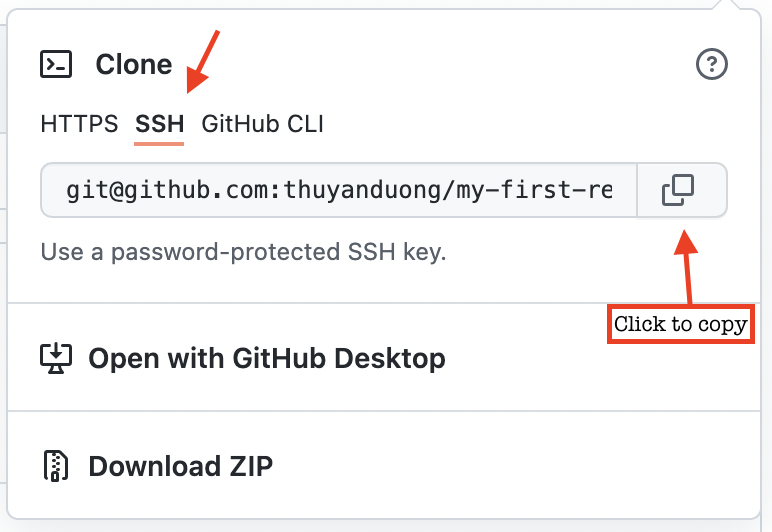 Clone
HTTPS SSH GitHub CLI
git@github.com:thuyanduong/my-first-re
Use a password-protected SSH key.
Click to copy
Open with GitHub Desktop
Download ZIP